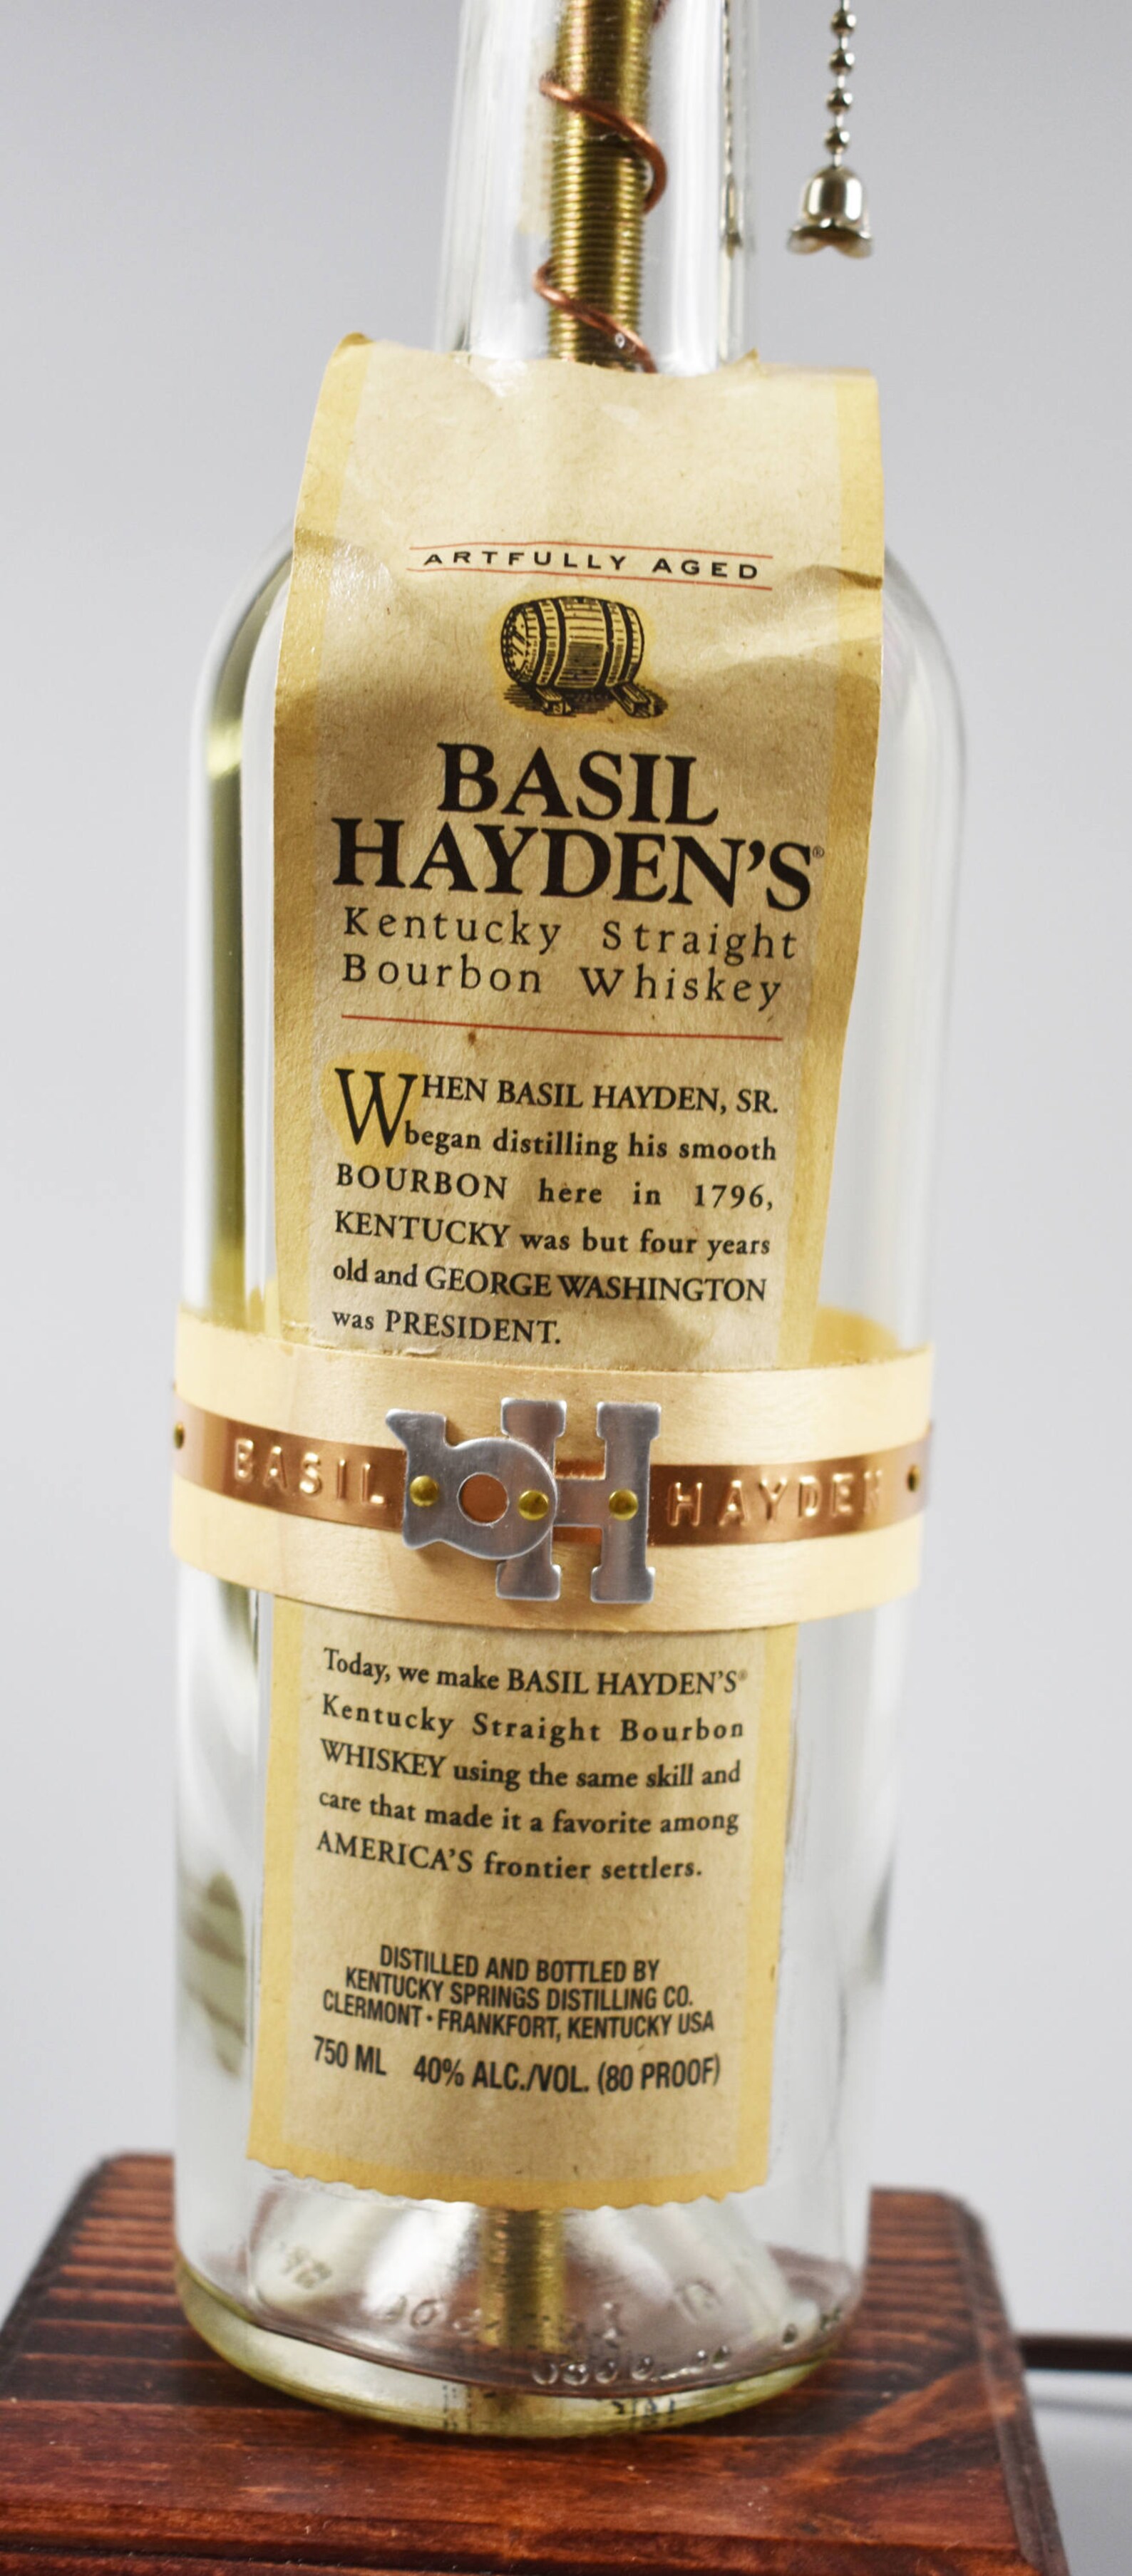 ARTFULLY AGED
BASIL
HAYDEN'S®
Kentucky Straight
Bourbon Whiskey
WHEN BASIL HAYDEN, SR.
began distilling his smooth
BOURBON here in 1796,
KENTUCKY was but four years
old and GEORGE WASHINGTON
was PRESIDENT.
BASIL bH HAYDEN
Today, we make BASIL HAYDEN'S®
Kentucky Straight Bourbon
WHISKEY using the same skill and
care that made it a favorite among
AMERICA'S frontier settlers.
DISTILLED AND BOTTLED BY
KENTUCKY SPRINGS DISTILLING CO.
CLERMONT • FRANKFORT, KENTUCKY USA
750 ML 40% ALC./VOL. (80 PROOF)